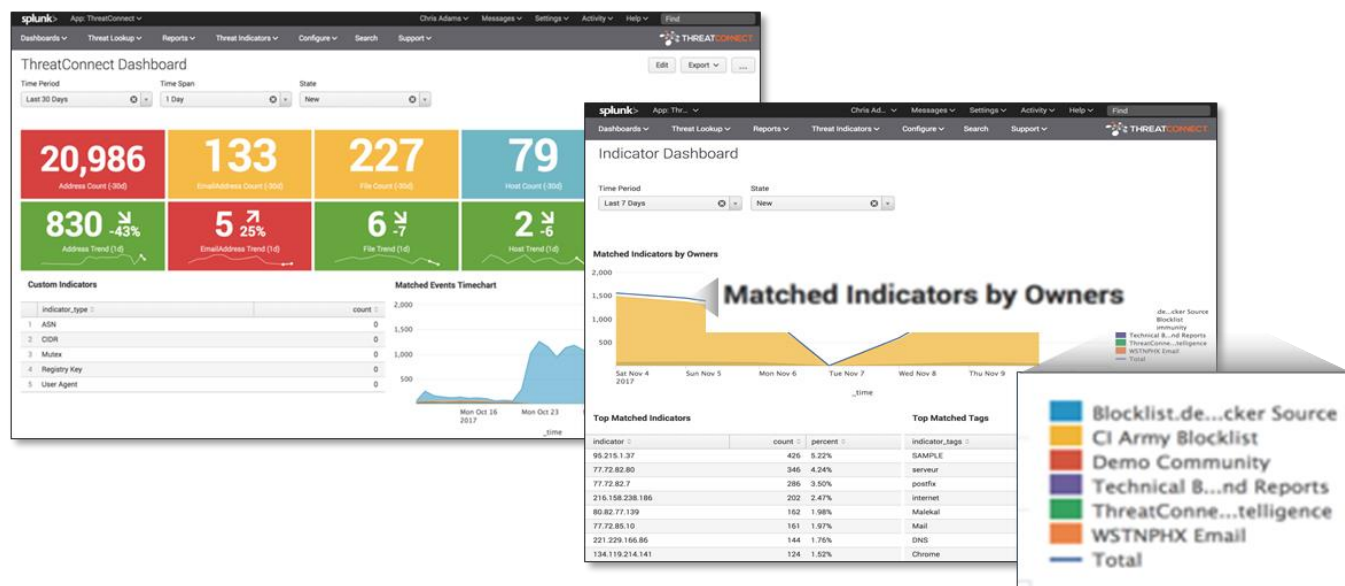 splunk> App: ThreatConnect Chris Adams Messages Settings Activity Help Find
Dashboards Threat Lookup Reports Threat Indicators Configure Search Support THREATCONNECT
ThreatConnect Dashboard
Edit Export ...
Time Period Time Span State
Last 30 Days 1 Day New
20,986 133 227 79
Address Count (-30d) EmailAddress Count (-30d) File Count (-30d) Host Count (-30d)
830 -43% 5 25% 6 -7 2 -6
Address Trend (1d) EmailAddress Trend (1d) File Trend (1d) Host Trend (1d)
Custom Indicators
indicator_type count
1 ASN 0
2 CIDR 0
3 Mutex 0
4 Registry Key 0
5 User Agent 0
Matched Events Timechart
2,000
1,500
1,000
500
Mon Oct 16 Mon Oct 23
2017
_time
splunk> App: Thr... Chris Ad... Messages Settings Activity Help Find
Dashboards Threat Lookup Reports Threat Indicators Configure Search Support THREATCONNECT
Indicator Dashboard
Time Period State
Last 7 Days New
Matched Indicators by Owners
2,000
1,500
1,000
500
Matched Indicators by Owners
de...cker Source
Blocklist
mmunity
Technical B...nd Reports
ThreatConne...telligence
WSTNPHX Email
Total
Sat Nov 4 Sun Nov 5 Mon Nov 6 Tue Nov 7 Wed Nov 8 Thu Nov 9
2017
_time
Top Matched Indicators
indicator count percent
95.215.1.37 426 5.22%
77.72.82.80 346 4.24%
77.72.82.7 286 3.50%
216.158.238.186 202 2.47%
80.82.77.139 162 1.98%
77.72.85.10 161 1.97%
221.229.166.86 144 1.76%
134.119.214.141 124 1.52%
Top Matched Tags
indicator_tags
SAMPLE
serveur
postfix
internet
Malekal
Mail
DNS
Chrome
Blocklist.de...cker Source
CI Army Blocklist
Demo Community
Technical B...nd Reports
ThreatConne...telligence
WSTNPHX Email
Total